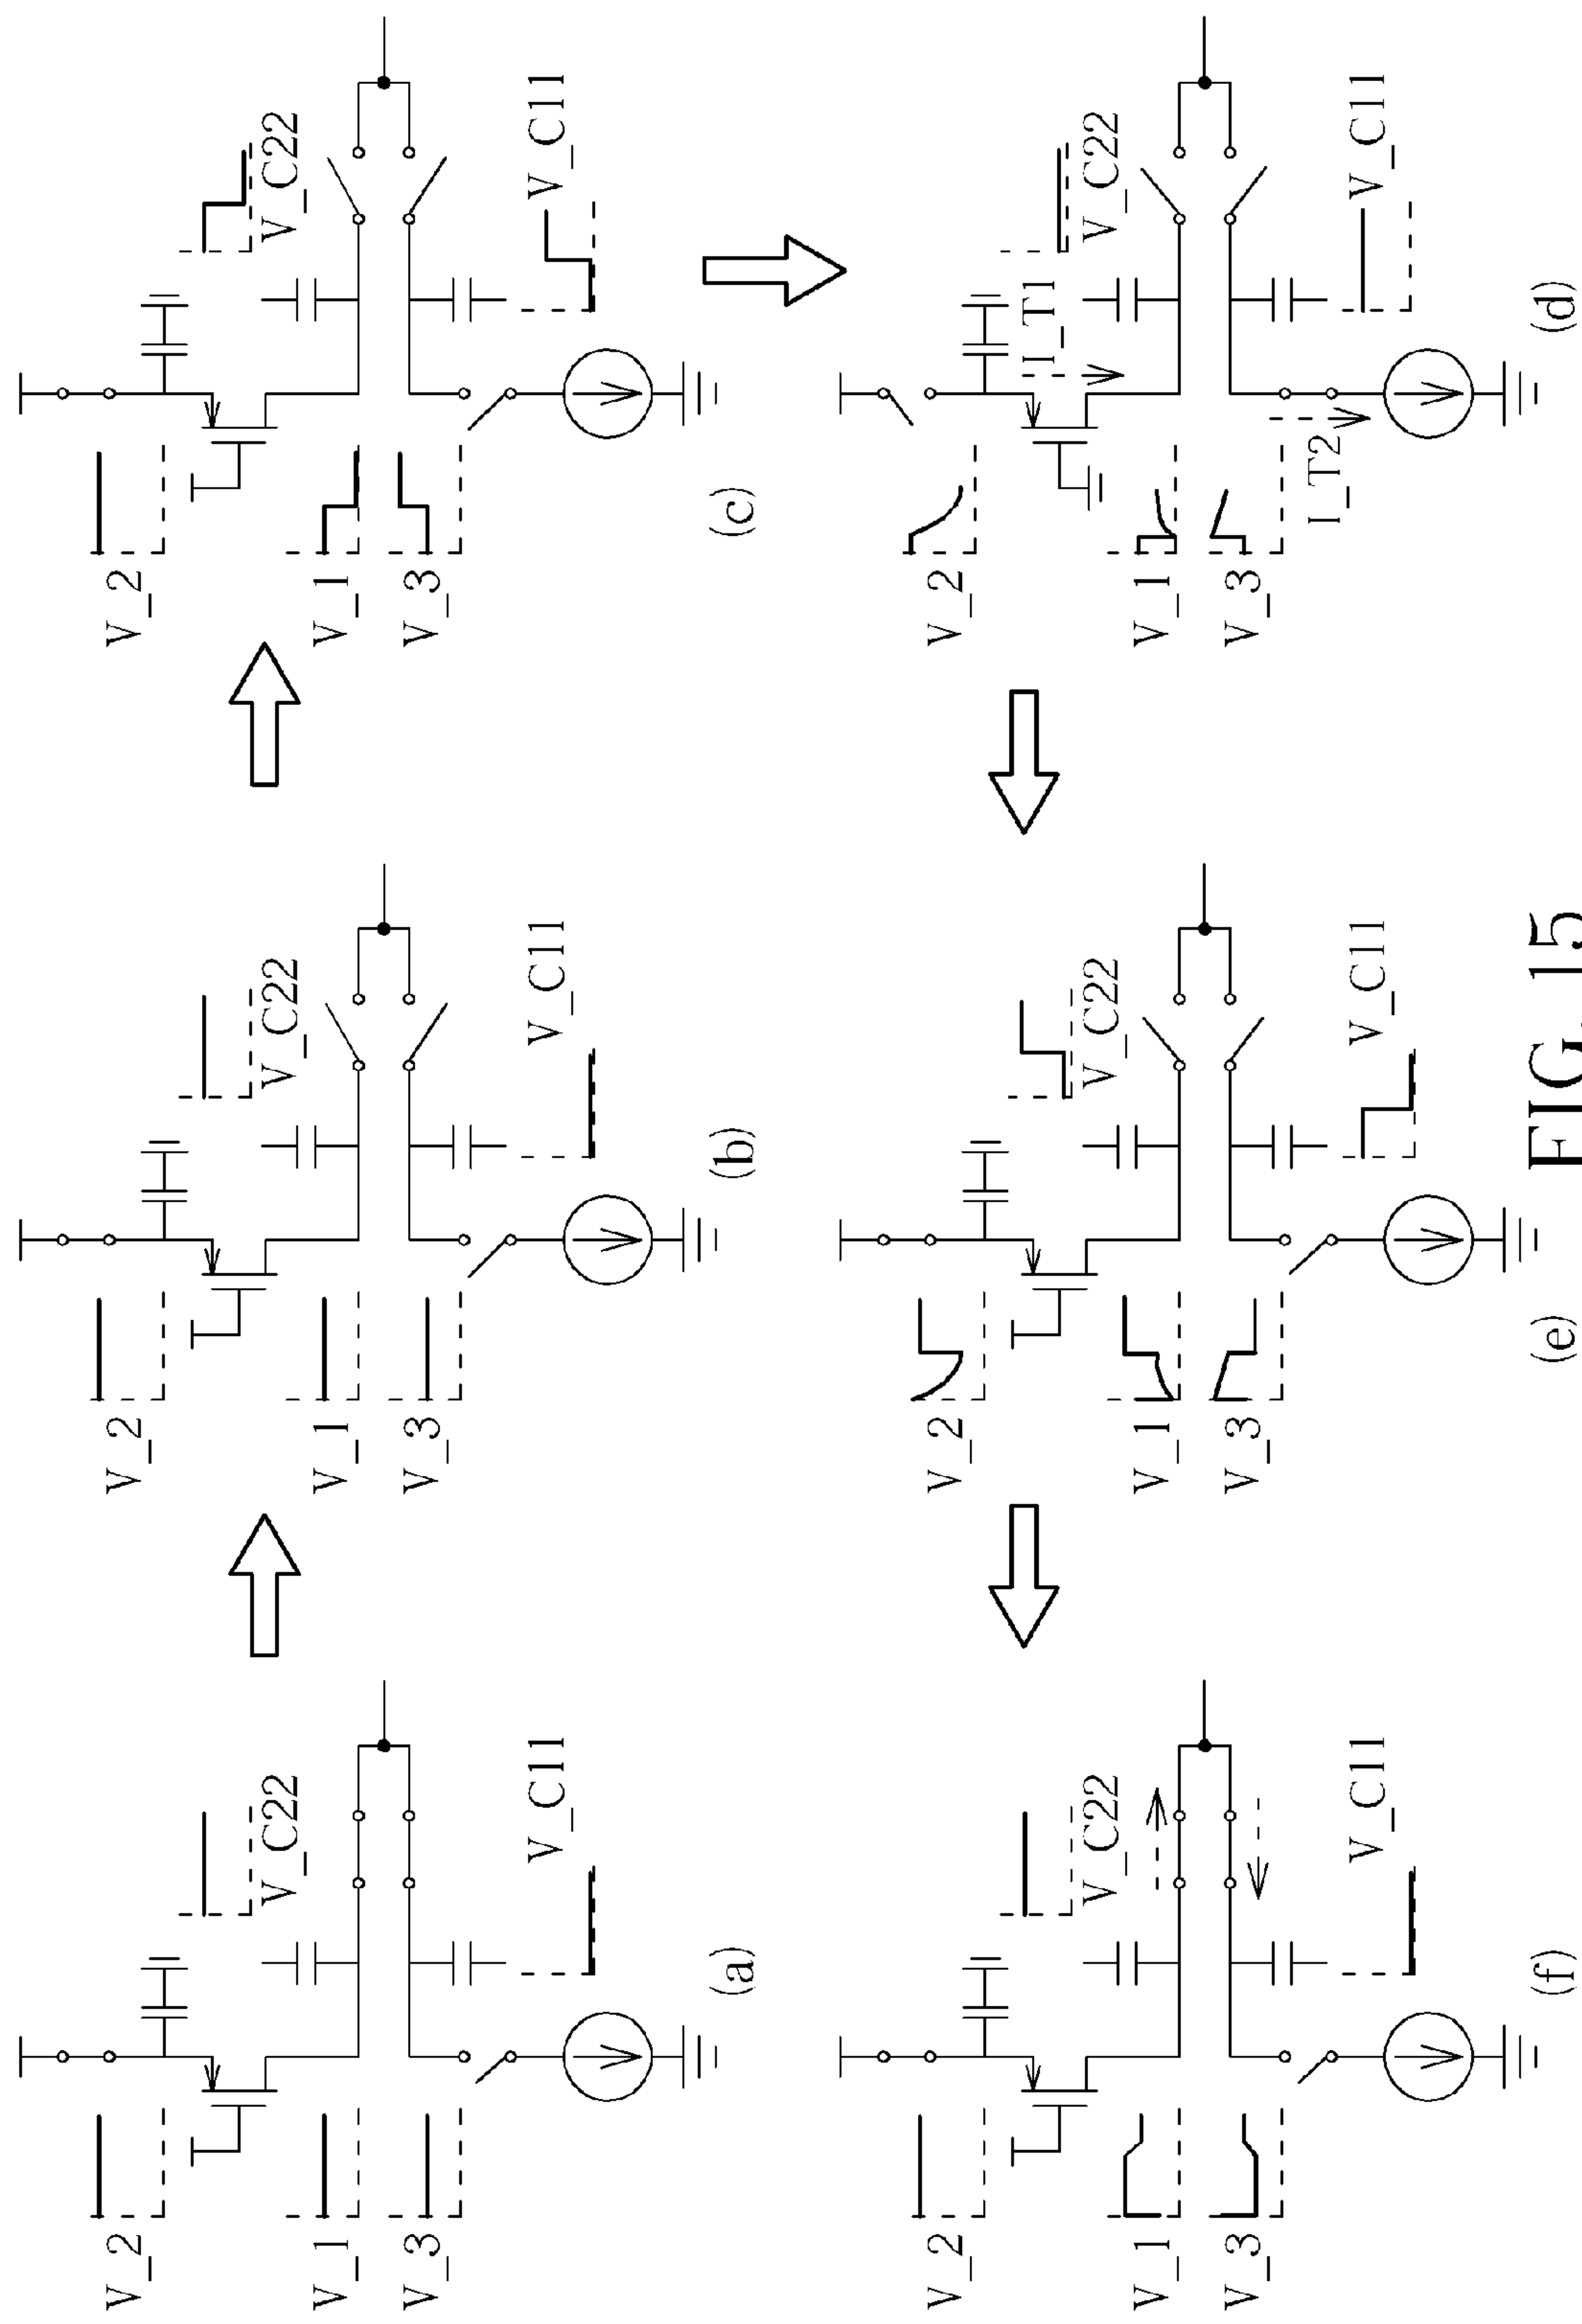 V_2
V_1
V_3
V_C22
V_C11
(a)
V_2
V_1
V_3
V_C22
V_C11
(b)
V_2
V_1
V_3
V_C22
V_C11
(c)
V_2
V_1
V_3
I_T1
I_T2
V_C22
V_C11
(d)
V_2
V_1
V_3
V_C22
V_C11
(e)
V_2
V_1
V_3
V_C22
V_C11
(f)
FIG. 15